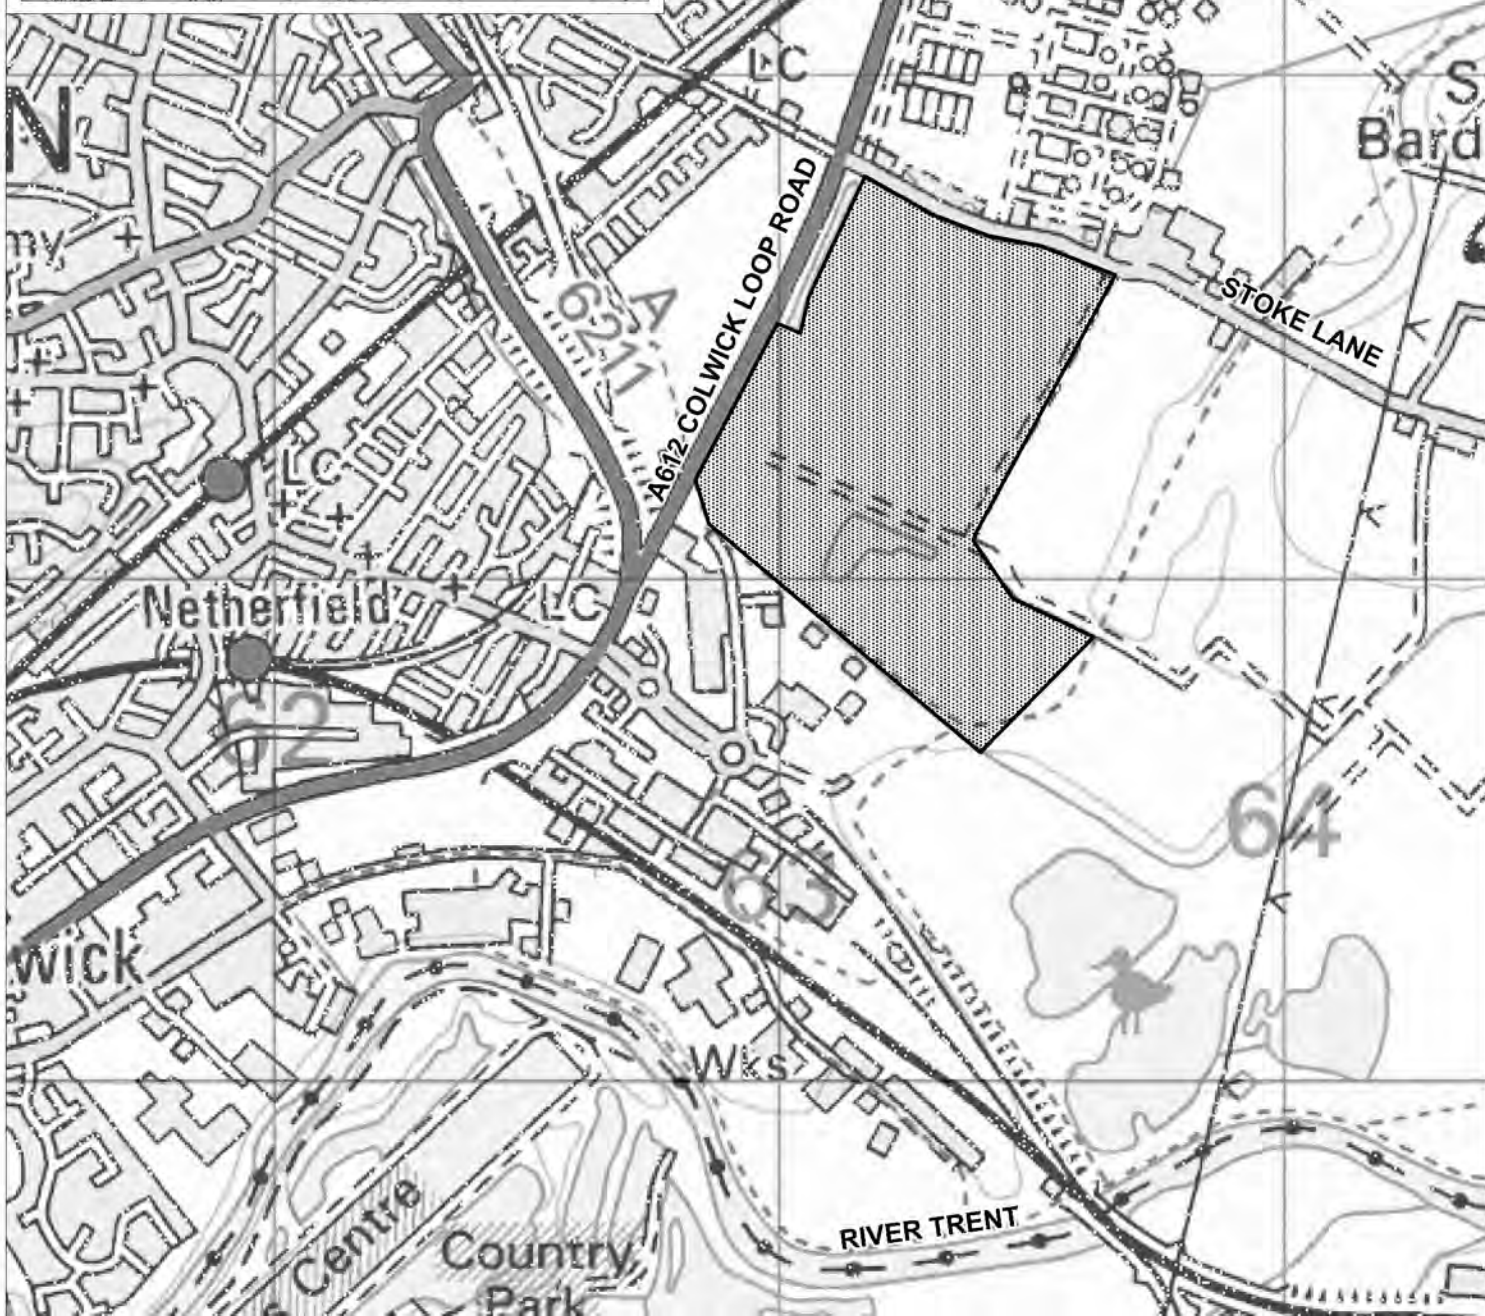 LC
N
S
Bard
my
A
6211
A612 COLWICK LOOP ROAD
STOKE LANE
LC
Netherfield
LC
62
64
63
wick
Wks
RIVER TRENT
s Centre
Country
Park